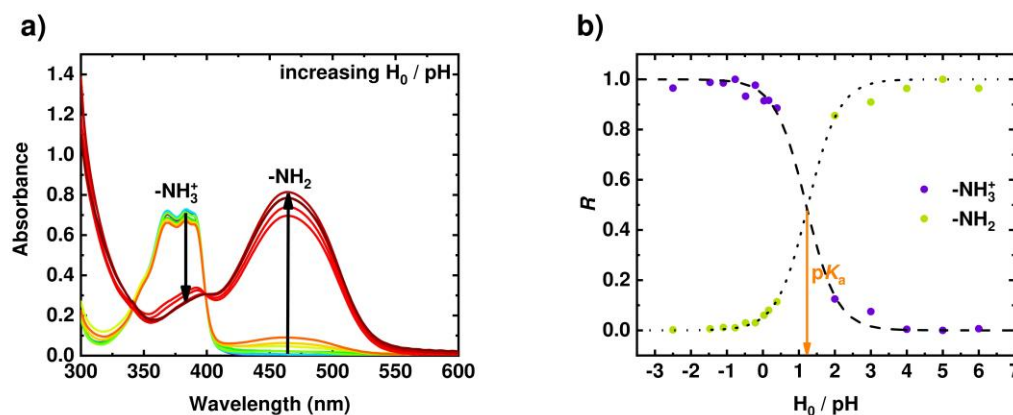 a)
increasing H₀ / pH
-NH₃⁺
-NH₂
Absorbance
1.4
1.2
1.0
0.8
0.6
0.4
0.2
0.0
300 350 400 450 500 550 600
Wavelength (nm)
b)
R
1.0
0.8
0.6
0.4
0.2
0.0
-NH₃⁺
-NH₂
pKₐ
-3 -2 -1 0 1 2 3 4 5 6 7
H₀ / pH